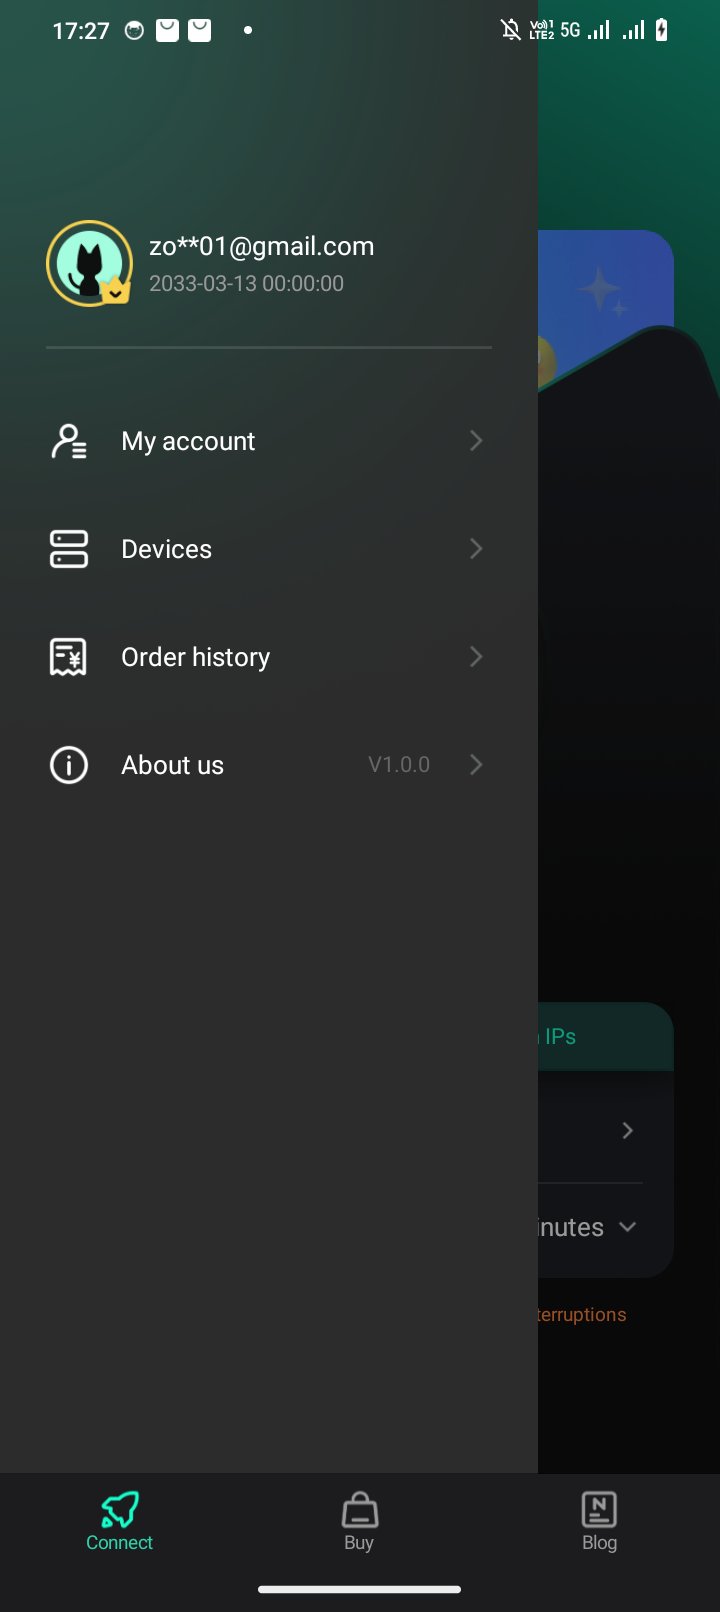 17:27
Vo))1 LTE2 5G
zo**01@gmail.com
2033-03-13 00:00:00
My account
Devices
Order history
About us V1.0.0
IPs
inutes
terruptions
Connect Buy Blog